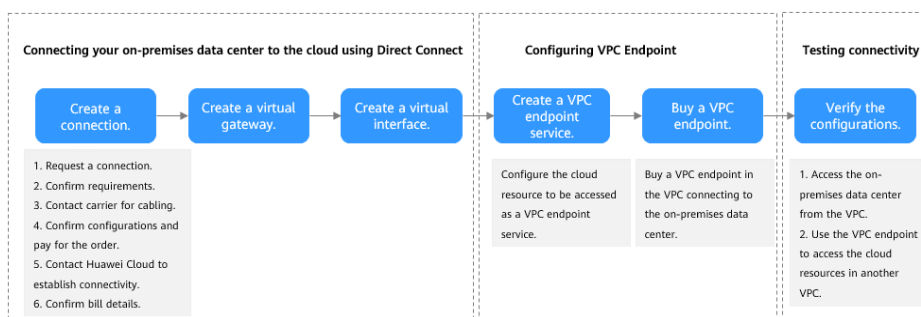 Connecting your on-premises data center to the cloud using Direct Connect
Configuring VPC Endpoint
Testing connectivity
Create a
connection.
Create a virtual
gateway.
Create a virtual
interface.
Create a VPC
endpoint
service.
Buy a VPC
endpoint.
Verify the
configurations.
1. Request a connection.
2. Confirm requirements.
3. Contact carrier for cabling.
4. Confirm configurations and
pay for the order.
5. Contact Huawei Cloud to
establish connectivity.
6. Confirm bill details.
Configure the cloud
resource to be accessed
as a VPC endpoint
service.
Buy a VPC endpoint in
the VPC connecting to
the on-premises data
center.
1. Access the on-
premises data center
from the VPC.
2. Use the VPC endpoint
to access the cloud
resources in another
VPC.